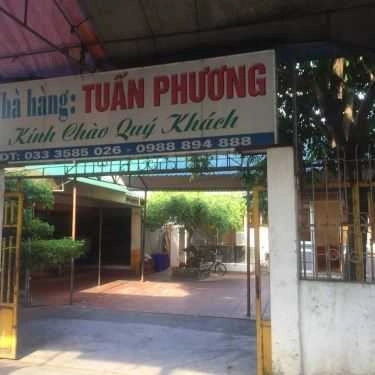 hà hàng: TUẤN PHƯƠNG
Kính Chào Quý Khách
ĐT: 033 3585 026 - 0988 894 888